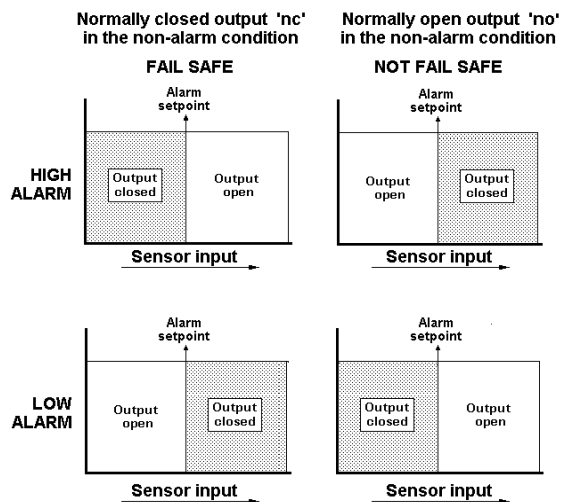 Normally closed output 'nc'
in the non-alarm condition
FAIL SAFE
Normally open output 'no'
in the non-alarm condition
NOT FAIL SAFE
HIGH
ALARM
Alarm
setpoint
Output
closed
Output
open
Sensor input
Alarm
setpoint
Output
open
Output
closed
Sensor input
LOW
ALARM
Alarm
setpoint
Output
open
Output
closed
Sensor input
Alarm
setpoint
Output
closed
Output
open
Sensor input